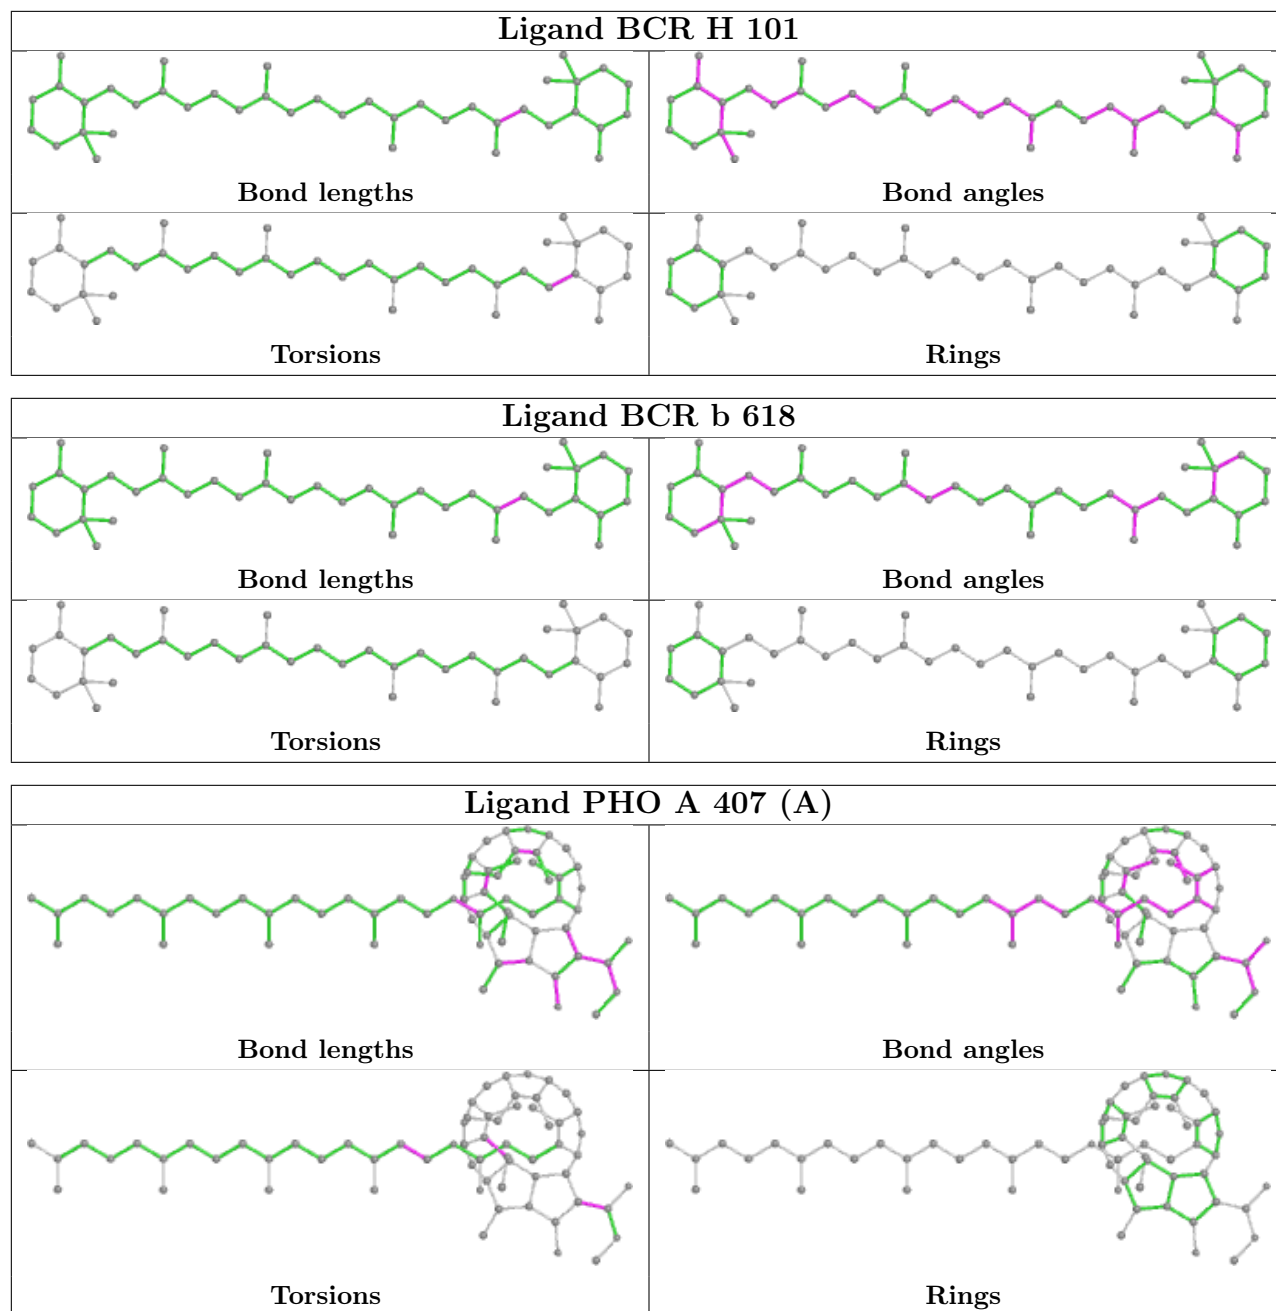 Ligand BCR H 101
Bond lengths
Bond angles
Torsions
Rings
Ligand BCR b 618
Bond lengths
Bond angles
Torsions
Rings
Ligand PHO A 407 (A)
Bond lengths
Bond angles
Torsions
Rings